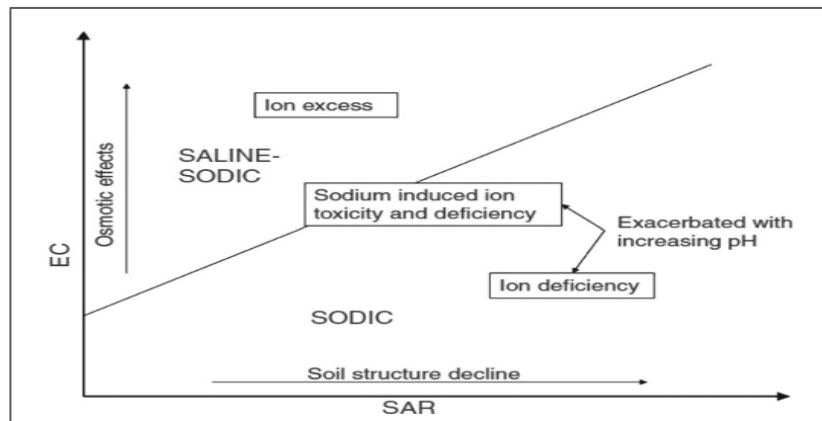 Ion excess
SALINE-
SODIC
Osmotic effects
Sodium induced ion
toxicity and deficiency
Exacerbated with
increasing pH
EC
Ion deficiency
SODIC
Soil structure decline
SAR